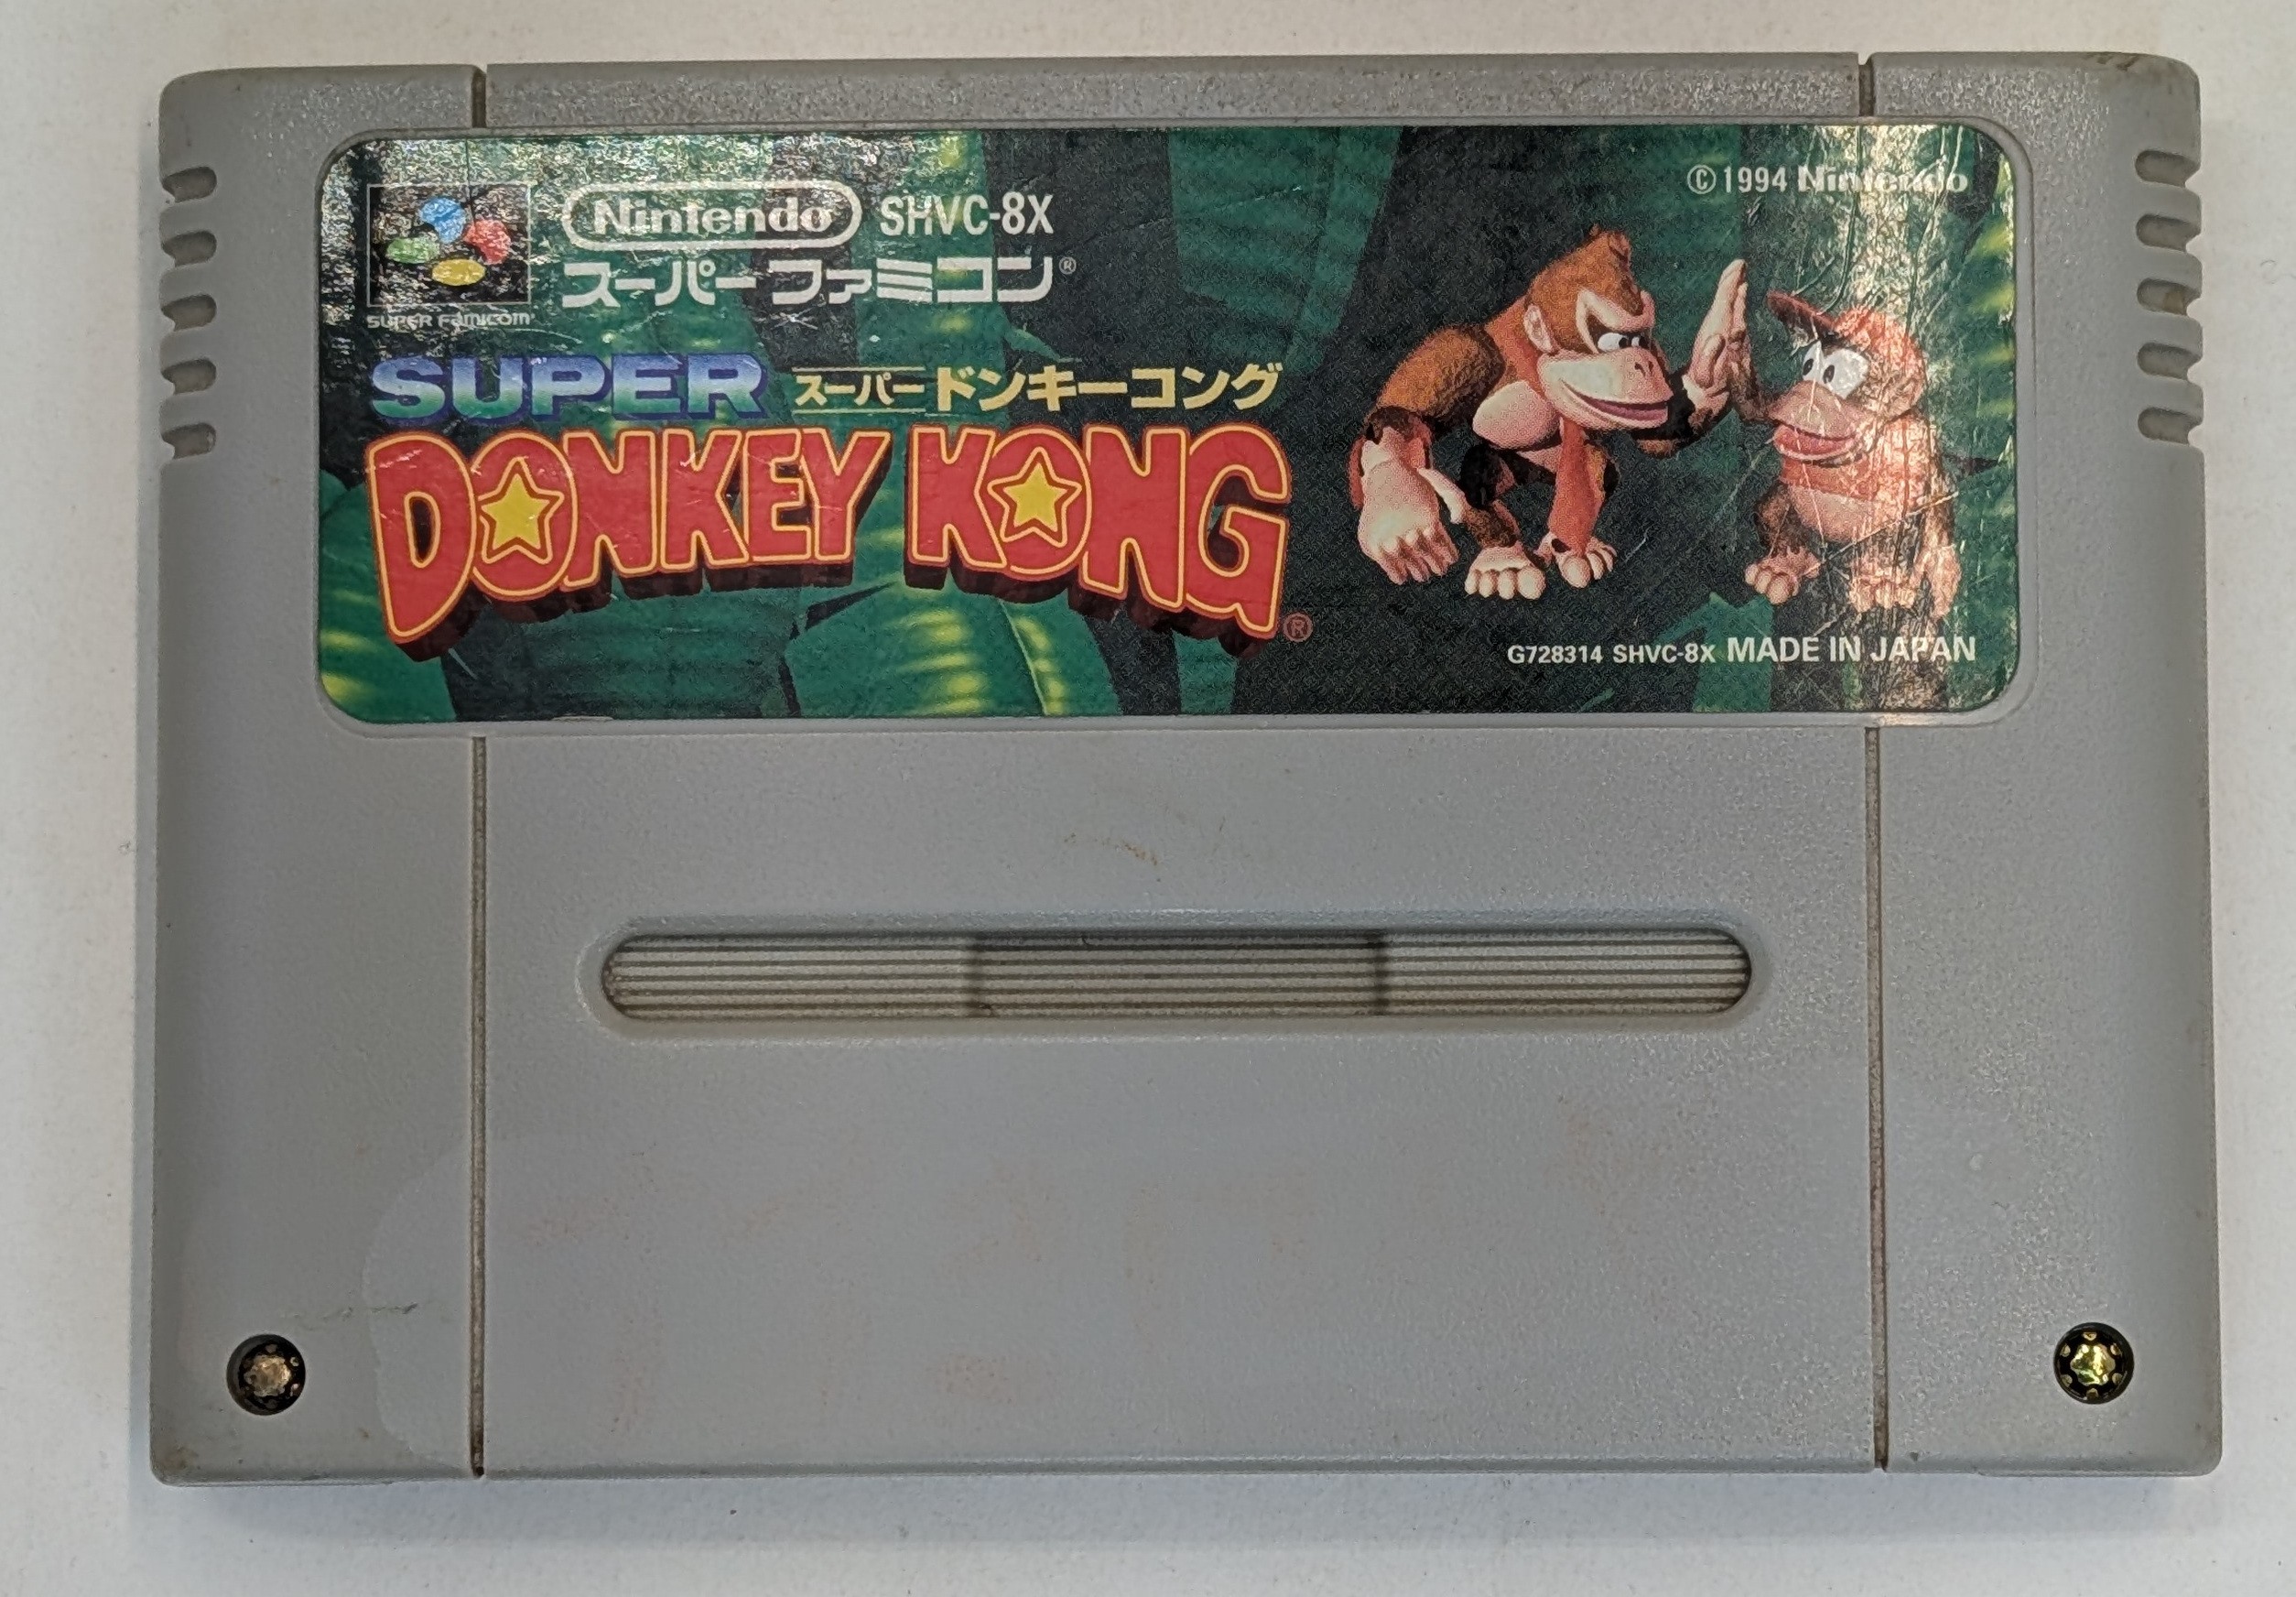 Nintendo SHVC-8X
スーパーファミコン®
SUPER FAMICOM
© 1994 Nintendo
SUPER スーパードンキーコング
DONKEY KONG®
G728314 SHVC-8X MADE IN JAPAN